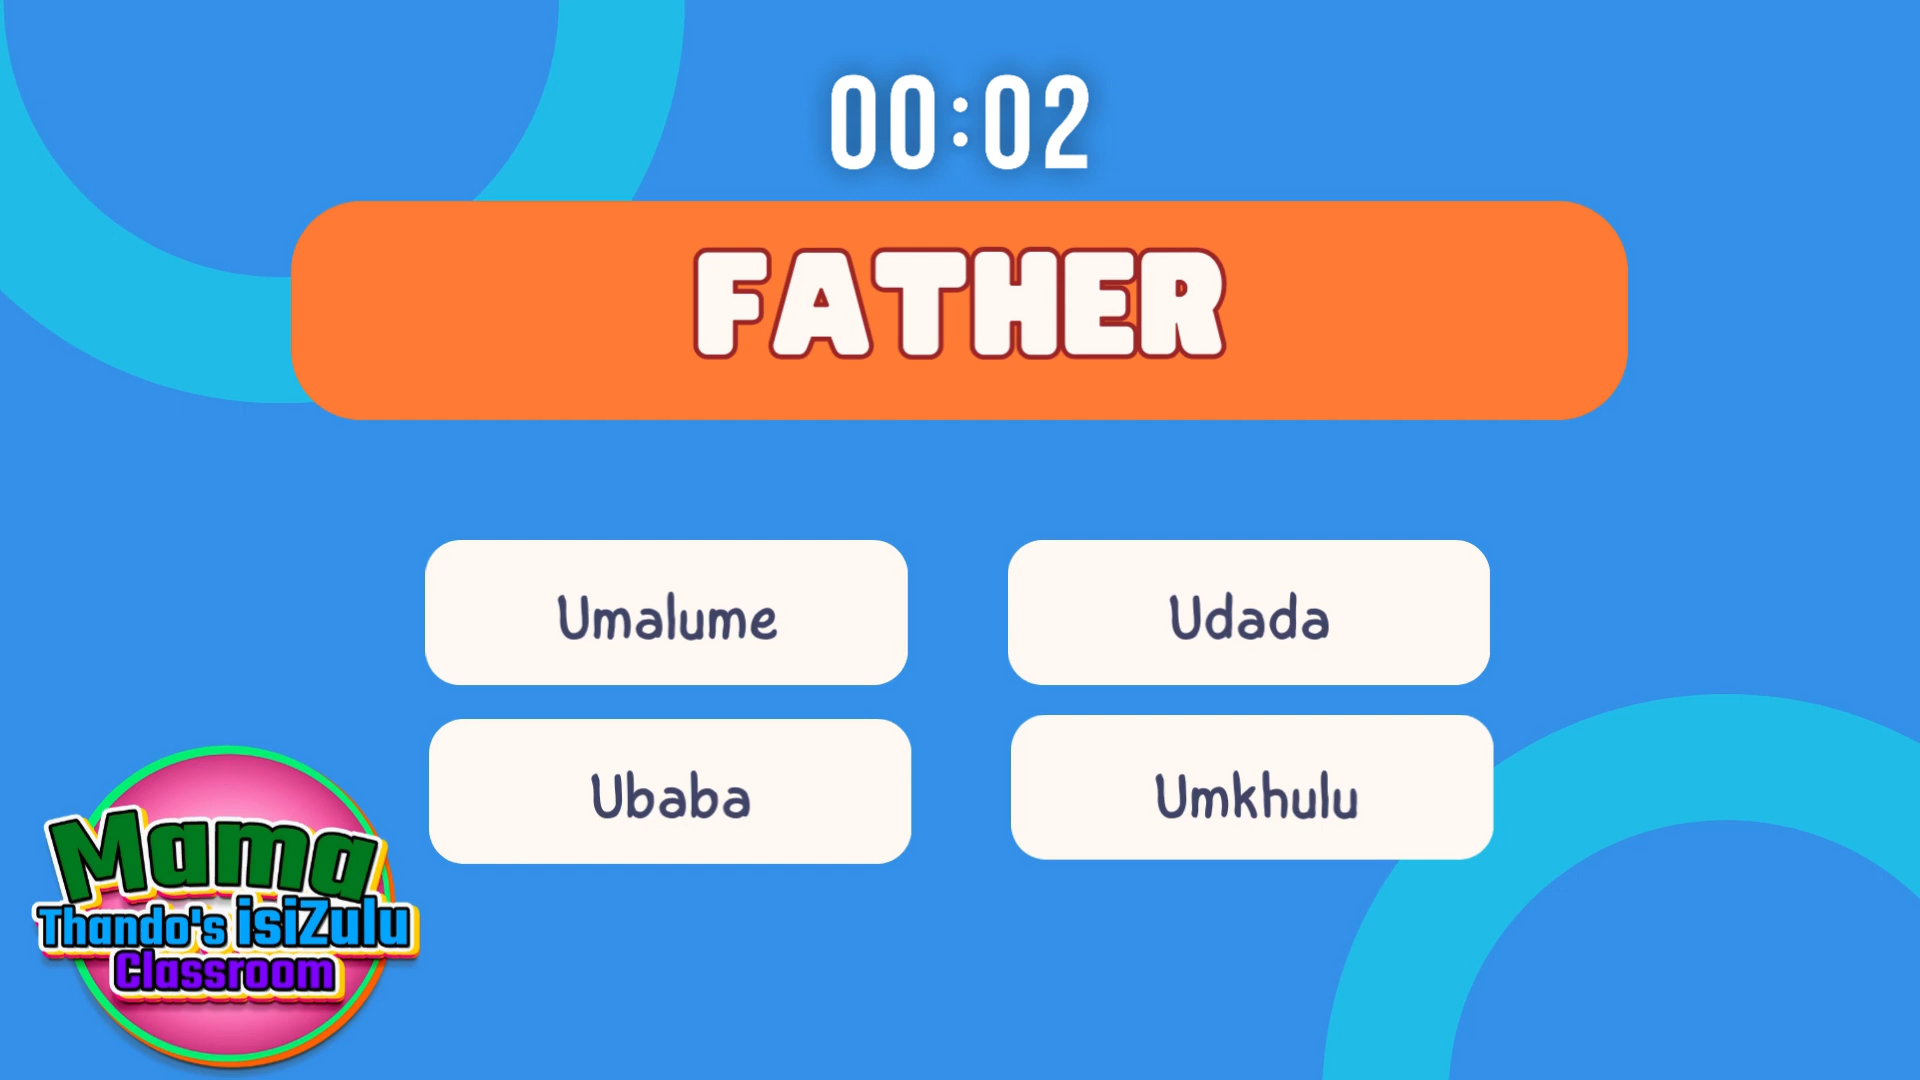 00:02
FATHER
Umalume
Udada
Ubaba
Umkhulu
Mama
Thando's isiZulu
Classroom